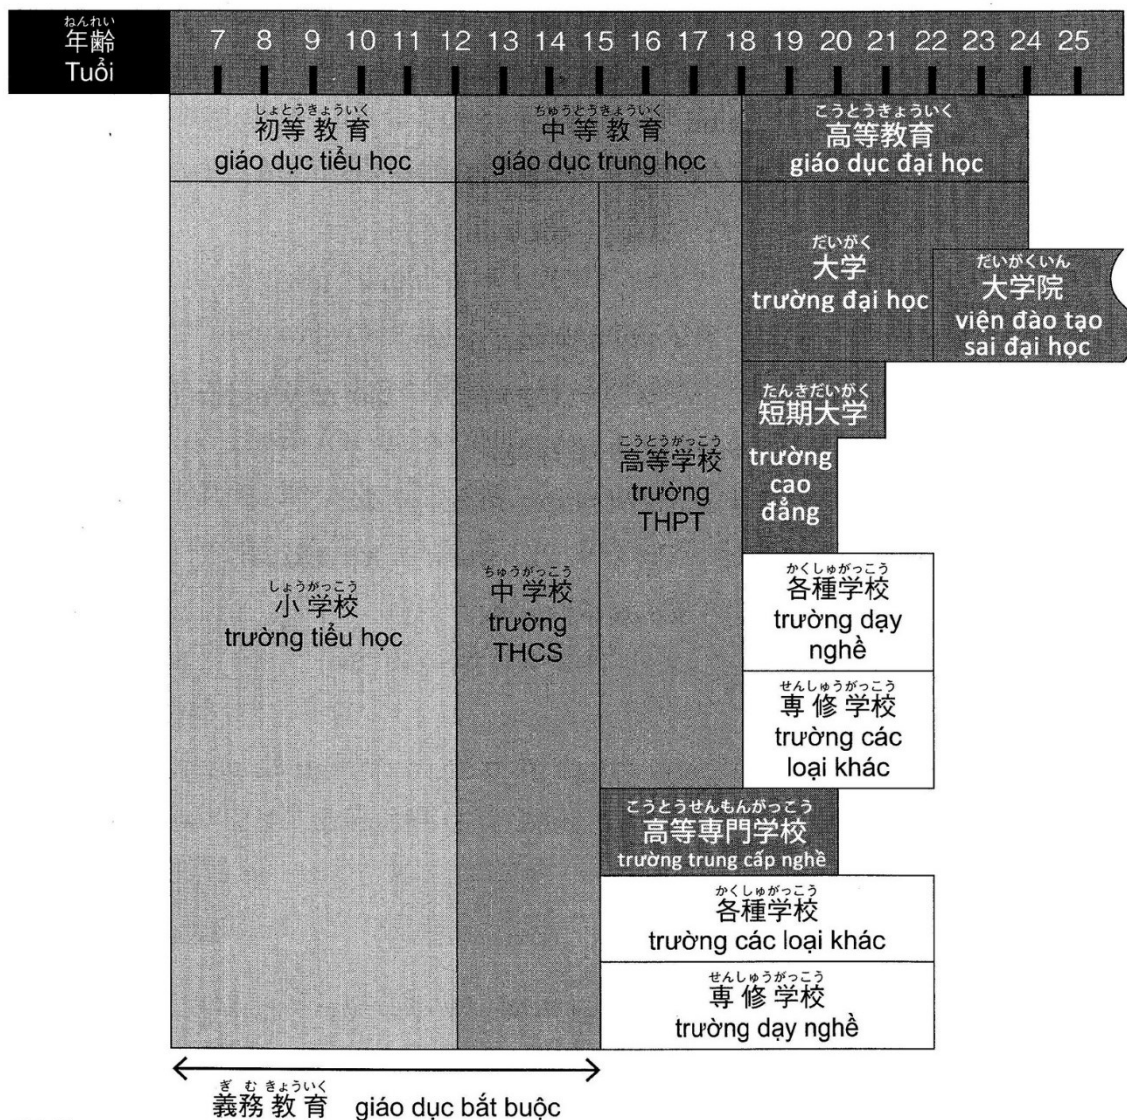 ねんれい
年齢
Tuổi
7 8 9 10 11 12 13 14 15 16 17 18 19 20 21 22 23 24 25
しょとうきょういく
初等教育
giáo dục tiểu học
ちゅうとうきょういく
中等教育
giáo dục trung học
こうとうきょういく
高等教育
giáo dục đại học
だいがく
大学
trường đại học
だいがくいん
大学院
viện đào tạo
sai đại học
たんきだいがく
短期大学
trường
cao
đẳng
こうとうがっこう
高等学校
trường
THPT
しょうがっこう
小学校
trường tiểu học
ちゅうがっこう
中学校
trường
THCS
かくしゅがっこう
各種学校
trường dạy
nghề
せんしゅうがっこう
専修学校
trường các
loại khác
こうとうせんもんがっこう
高等専門学校
trường trung cấp nghề
かくしゅがっこう
各種学校
trường các loại khác
せんしゅうがっこう
専修学校
trường dạy nghề
ぎむきょういく
義務教育 giáo dục bắt buộc